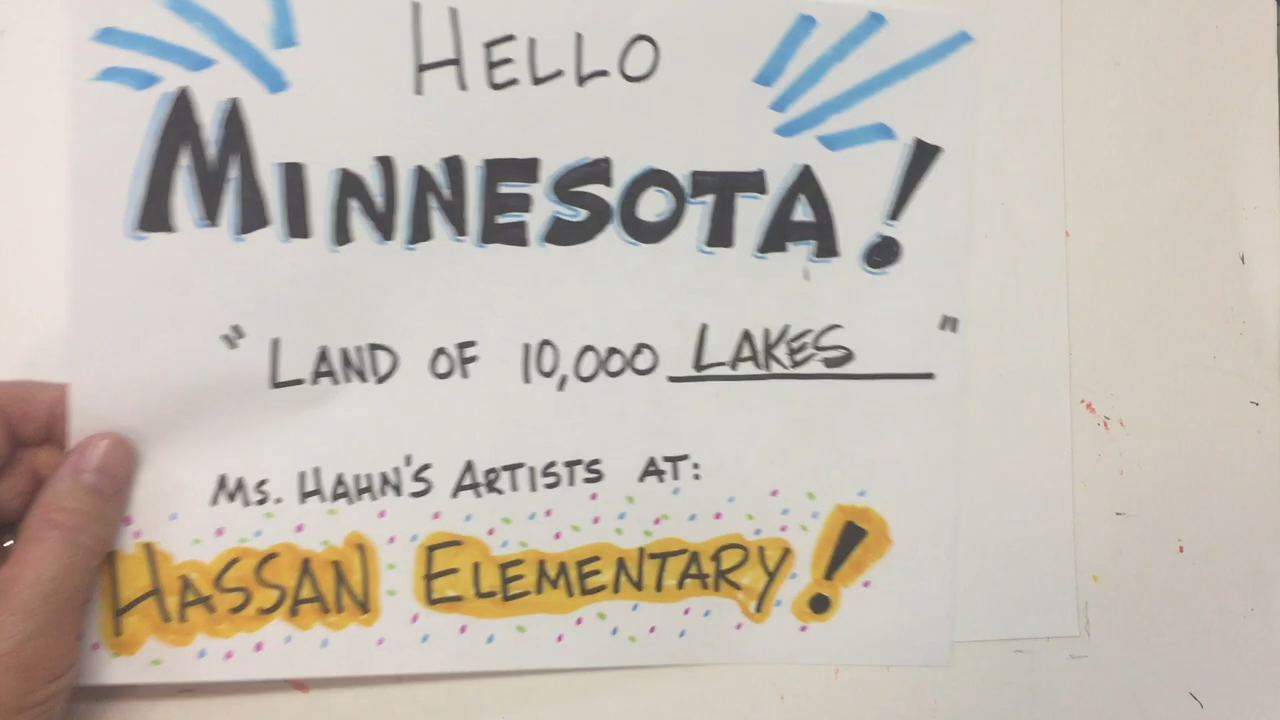 HELLO
MINNESOTA!
"LAND OF 10,000 LAKES"
MS. HAHN'S ARTISTS AT:
HASSAN ELEMENTARY!